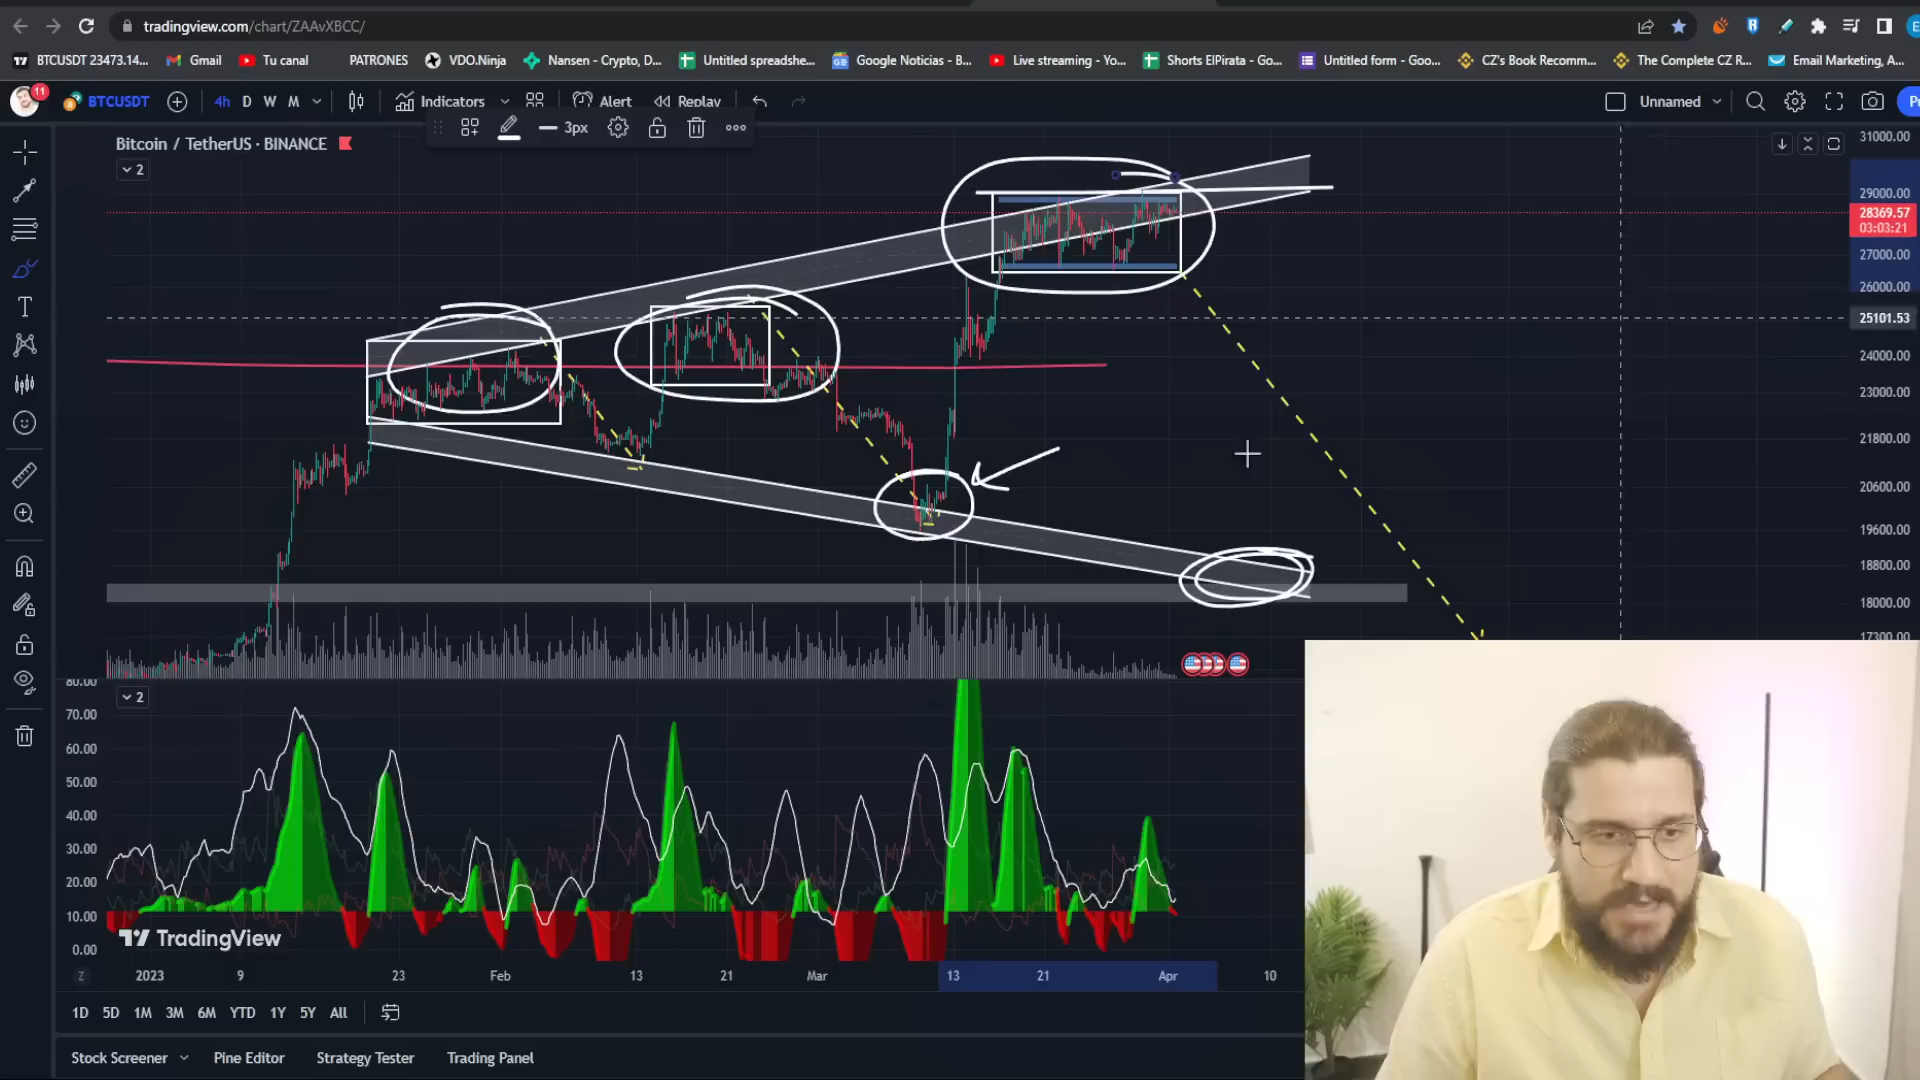 tradingview.com/chart/ZAAvXBCC/
BTCUSDT 23473.14... Gmail Tu canal PATRONES VDO.Ninja Nansen - Crypto, D... Untitled spreadshe... Google Noticias - B... Live streaming - Yo... Shorts ElPirata - Go... Untitled form - Goo... CZ's Book Recomm... The Complete CZ R... Email Marketing, A...
11 BTCUSDT 4h D W M Indicators Alert Replay Unnamed
3px
Bitcoin / TetherUS · BINANCE
2
31000.00
29000.00
28369.57
03:03:21
27000.00
26000.00
25101.53
24000.00
23000.00
21800.00
20600.00
19600.00
18800.00
18000.00
17300.00
2
80.00
70.00
60.00
50.00
40.00
30.00
20.00
10.00
0.00
TradingView
Z 2023 9 23 Feb 13 21 Mar 13 21 Apr 10
1D 5D 1M 3M 6M YTD 1Y 5Y All
Stock Screener Pine Editor Strategy Tester Trading Panel